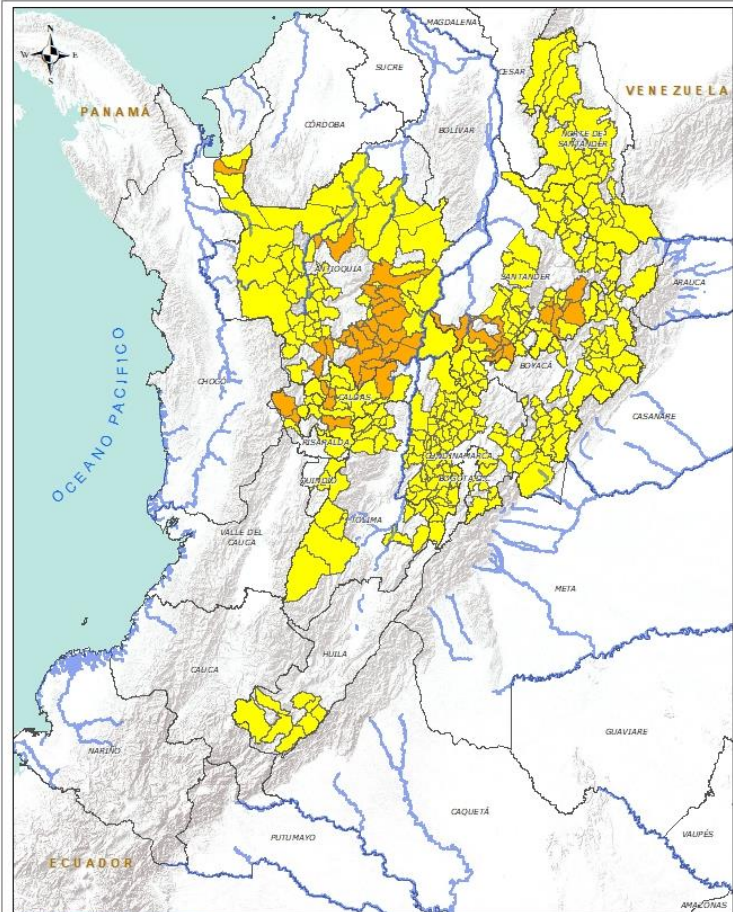 N
W E
S
MAGDALENA
SUCRE
CESAR
VENEZUELA
PANAMÁ
CÓRDOBA
BOLÍVAR
NORTE DE
SANTANDER
ANTIOQUIA
SANTANDER
ARAUCA
CHOCÓ
BOYACÁ
CALDAS
CASANARE
RISARALDA
CUNDINAMARCA
BOGOTÁ
QUINDÍO
TOLIMA
OCEANO PACIFICO
VALLE DEL
CAUCA
META
HUILA
CAUCA
GUAVIARE
NARIÑO
CAQUETÁ
PUTUMAYO
VAUPÉS
ECUADOR
AMAZONAS